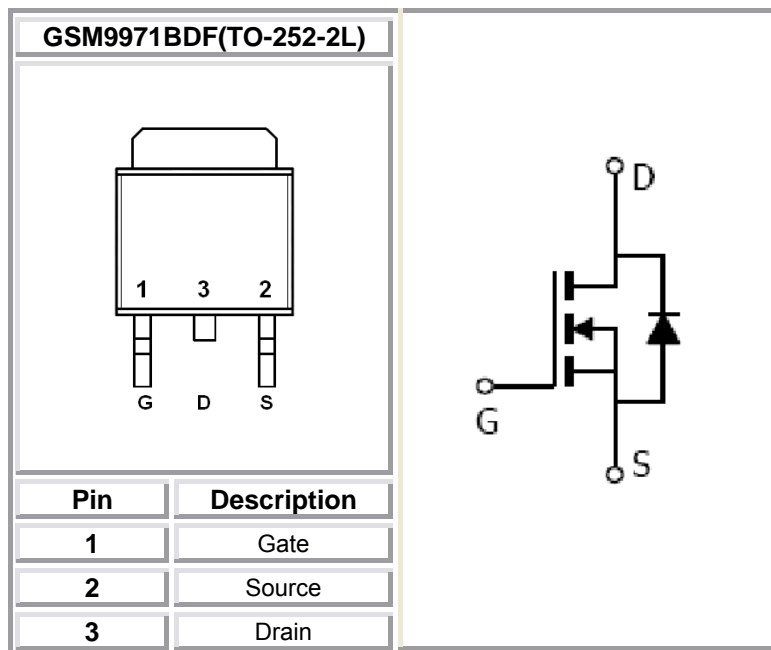 GSM9971BDF(TO-252-2L)
1 3 2
G D S
Pin Description
1 Gate
2 Source
3 Drain
D
G
S